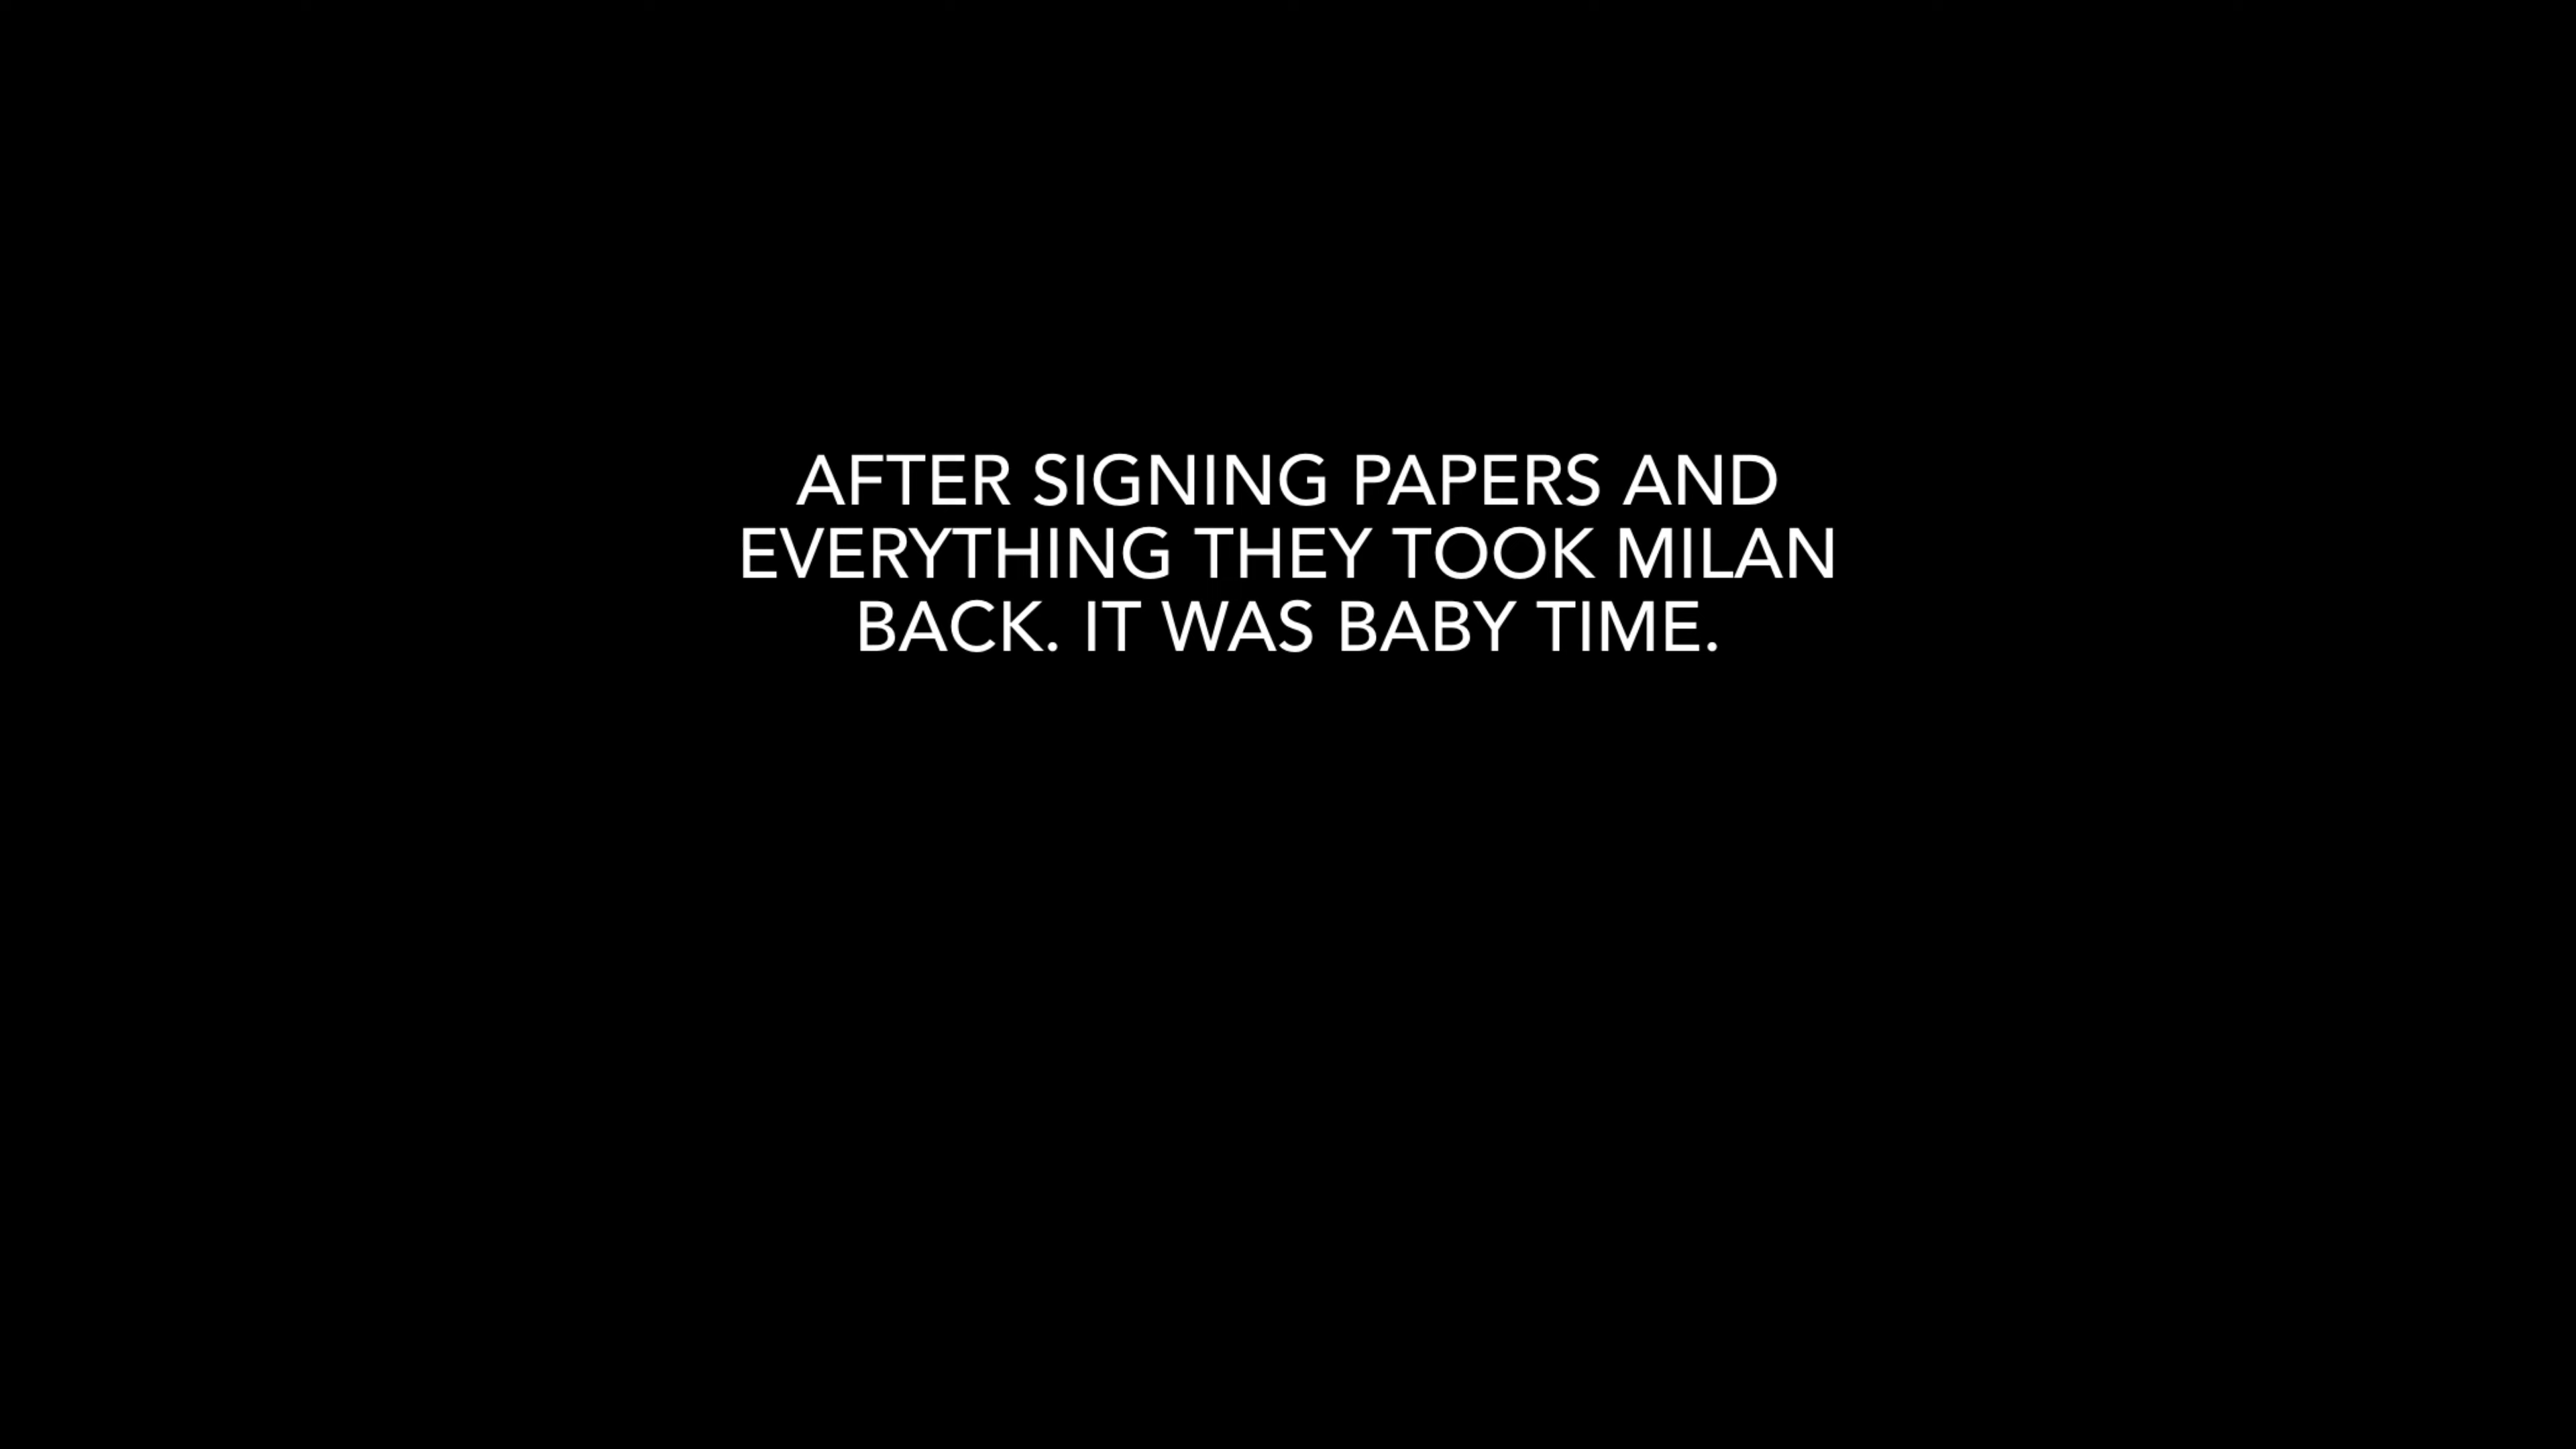 AFTER SIGNING PAPERS AND
EVERYTHING THEY TOOK MILAN
BACK. IT WAS BABY TIME.